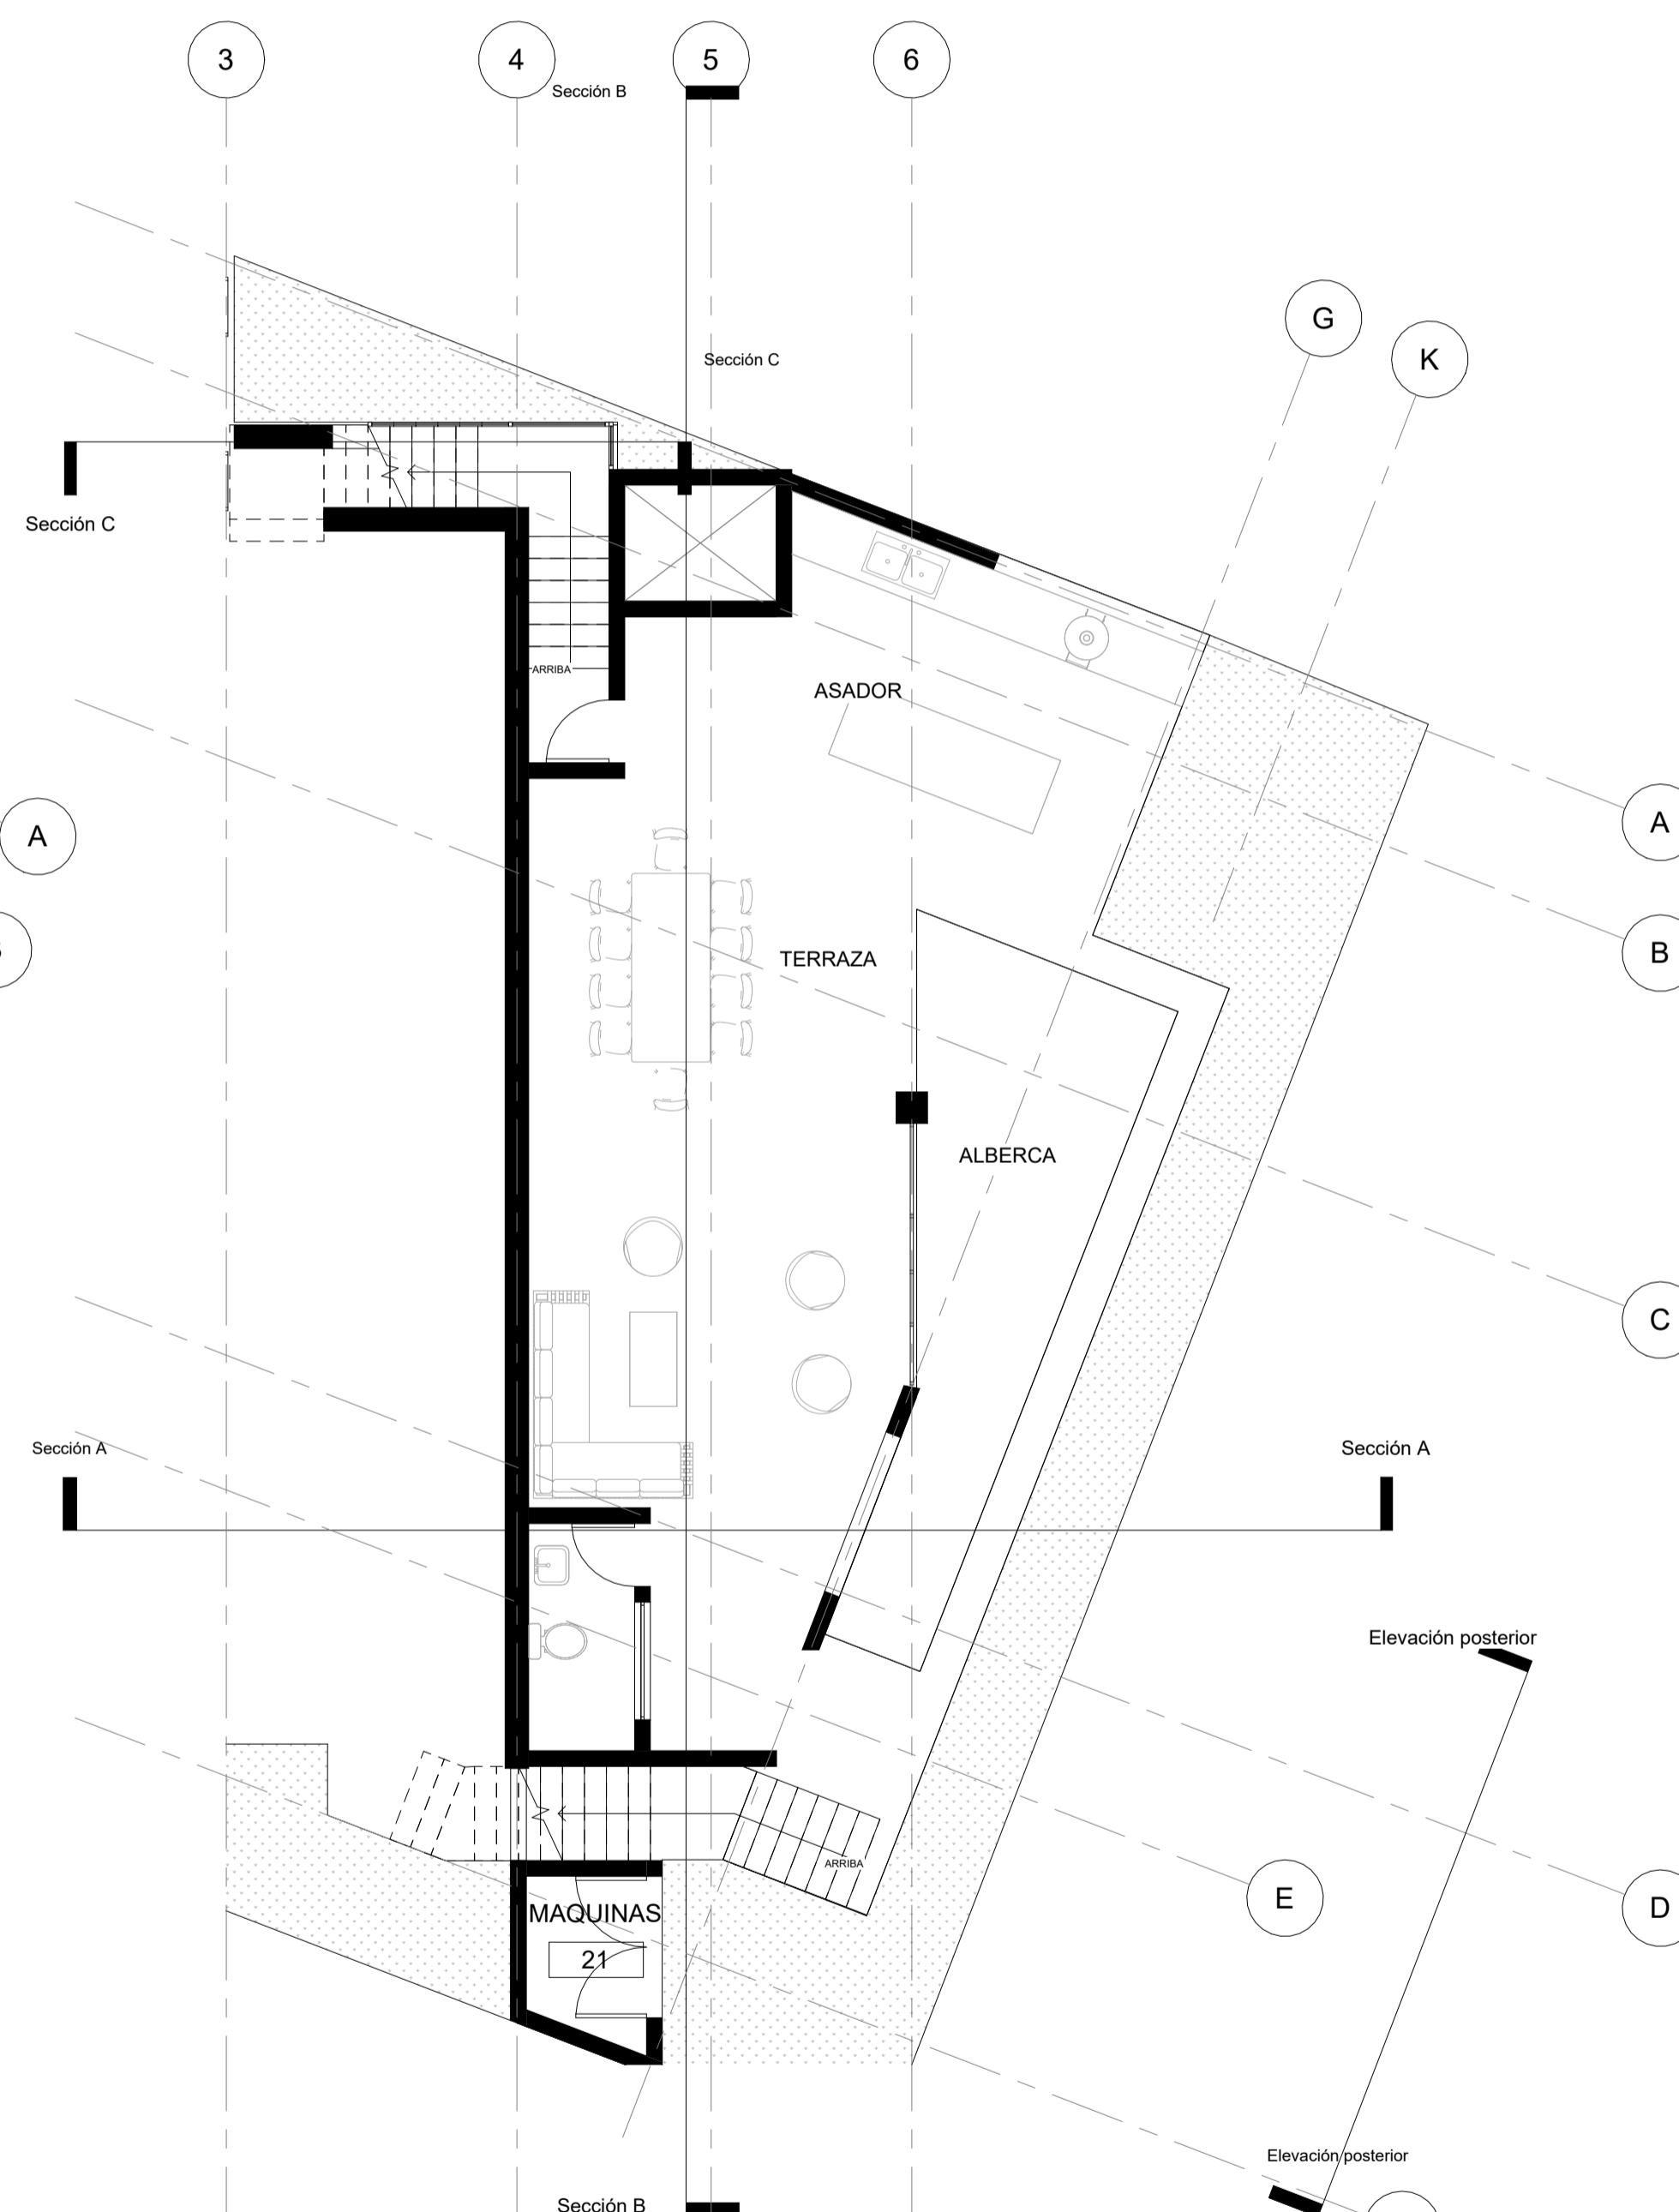 3
4
5
6
Sección B
G
Sección C
K
Sección C
ARRIBA
ASADOR
A
A
B
TERRAZA
ALBERCA
C
Sección A
Sección A
Elevación posterior
ARRIBA
E
D
MAQUINAS
21
Elevación posterior
Sección B